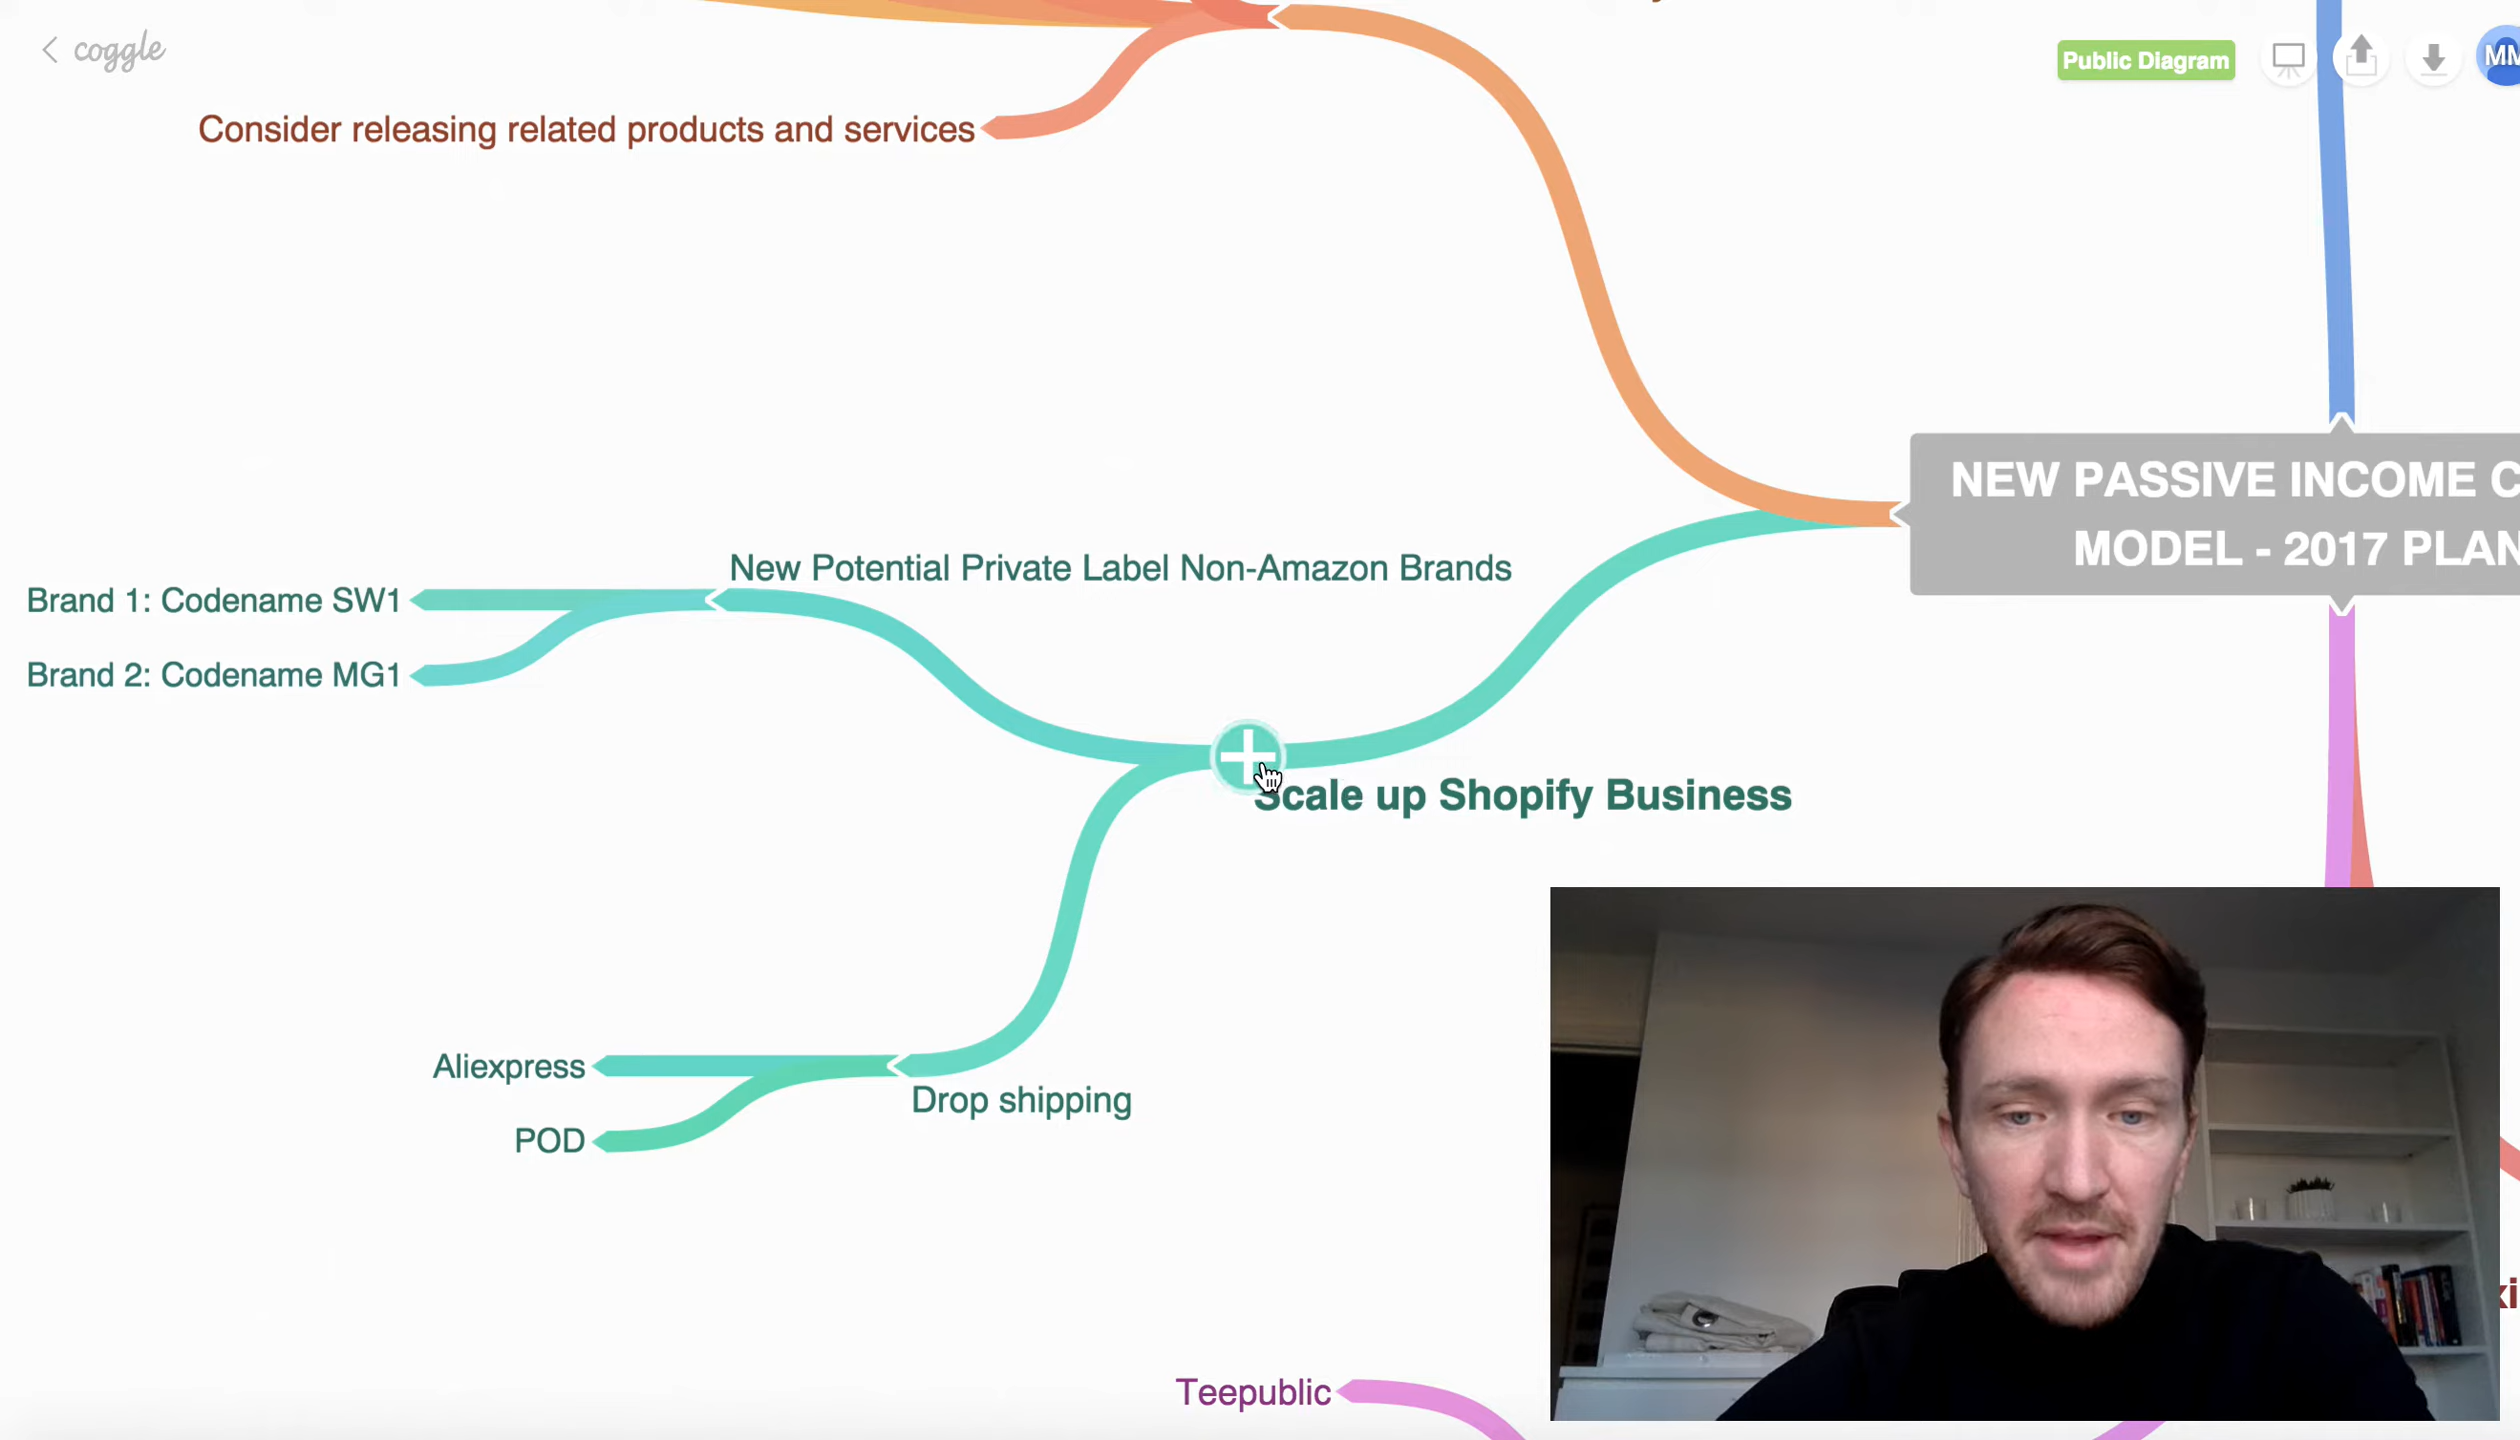 coggle
Public Diagram
MM
Consider releasing related products and services
NEW PASSIVE INCOME C
MODEL - 2017 PLAN
New Potential Private Label Non-Amazon Brands
Brand 1: Codename SW1
Brand 2: Codename MG1
Scale up Shopify Business
Aliexpress
Drop shipping
POD
Teepublic